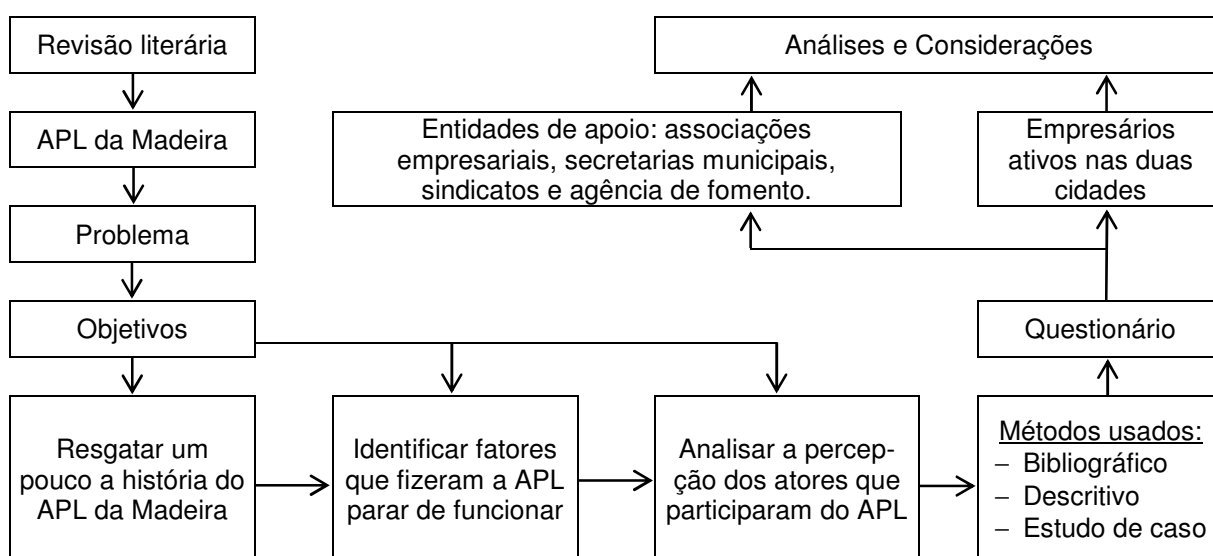 Revisão literária
APL da Madeira
Problema
Objetivos
Resgatar um
pouco a história do
APL da Madeira
Identificar fatores
que fizeram a APL
parar de funcionar
Analisar a percep-
ção dos atores que
participaram do APL
Métodos usados:
− Bibliográfico
− Descritivo
− Estudo de caso
Questionário
Entidades de apoio: associações
empresariais, secretarias municipais,
sindicatos e agência de fomento.
Empresários
ativos nas duas
cidades
Análises e Considerações